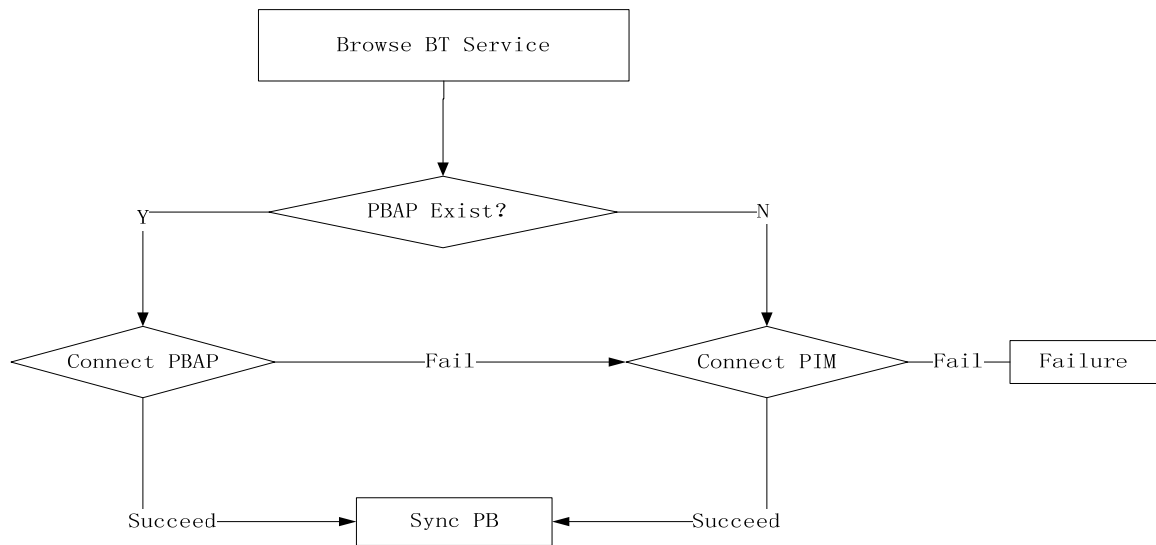 Browse BT Service
PBAP Exist?
Y
N
Connect PBAP
Fail
Connect PIM
Fail
Failure
Succeed
Sync PB
Succeed